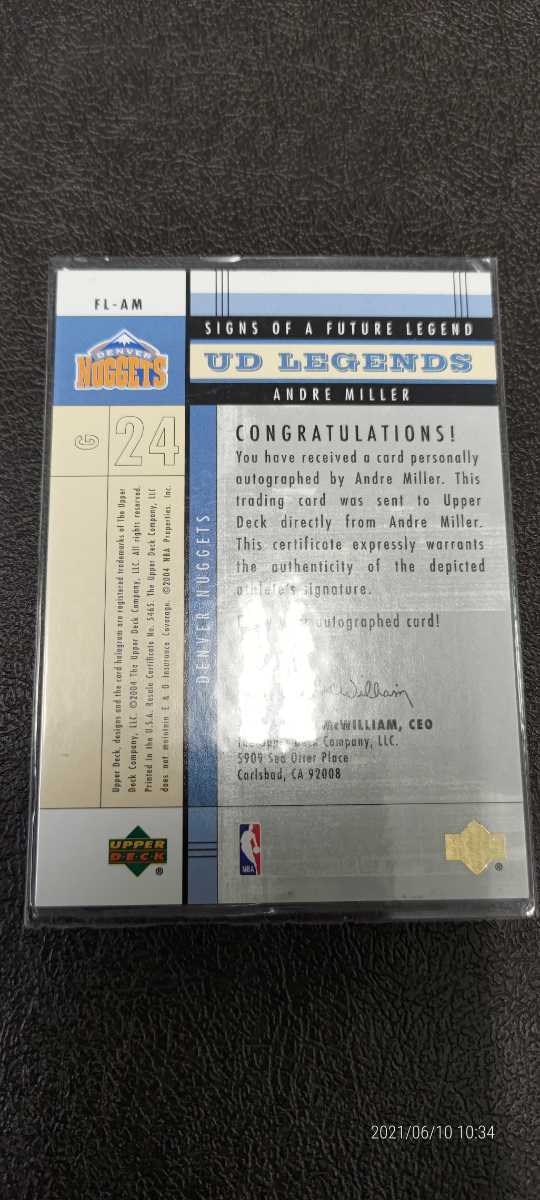 FL-AM
DENVER
NUGGETS
G
24
SIGNS OF A FUTURE LEGEND
UD LEGENDS
ANDRE MILLER
DENVER NUGGETS
CONGRATULATIONS!
You have received a card personally
autographed by Andre Miller. This
trading card was sent to Upper
Deck directly from Andre Miller.
This certificate expressly warrants
the authenticity of the depicted
athlete's signature.
autographed card!
McWilliam
McWILLIAM, CEO
The Upper Deck Company, LLC.
5909 Sea Otter Place
Carlsbad, CA 92008
Upper Deck, designs and the card hologram are registered trademarks of The Upper
Deck Company, LLC. ©2004 The Upper Deck Company, LLC. All rights reserved.
Printed in the U.S.A. Resale Certificate No. 5465. The Upper Deck Company, LLC
does not maintain E & O Insurance Coverage. ©2004 NBA Properties, Inc.
UPPER
DECK
®
NBA
®
2021/06/10 10:34